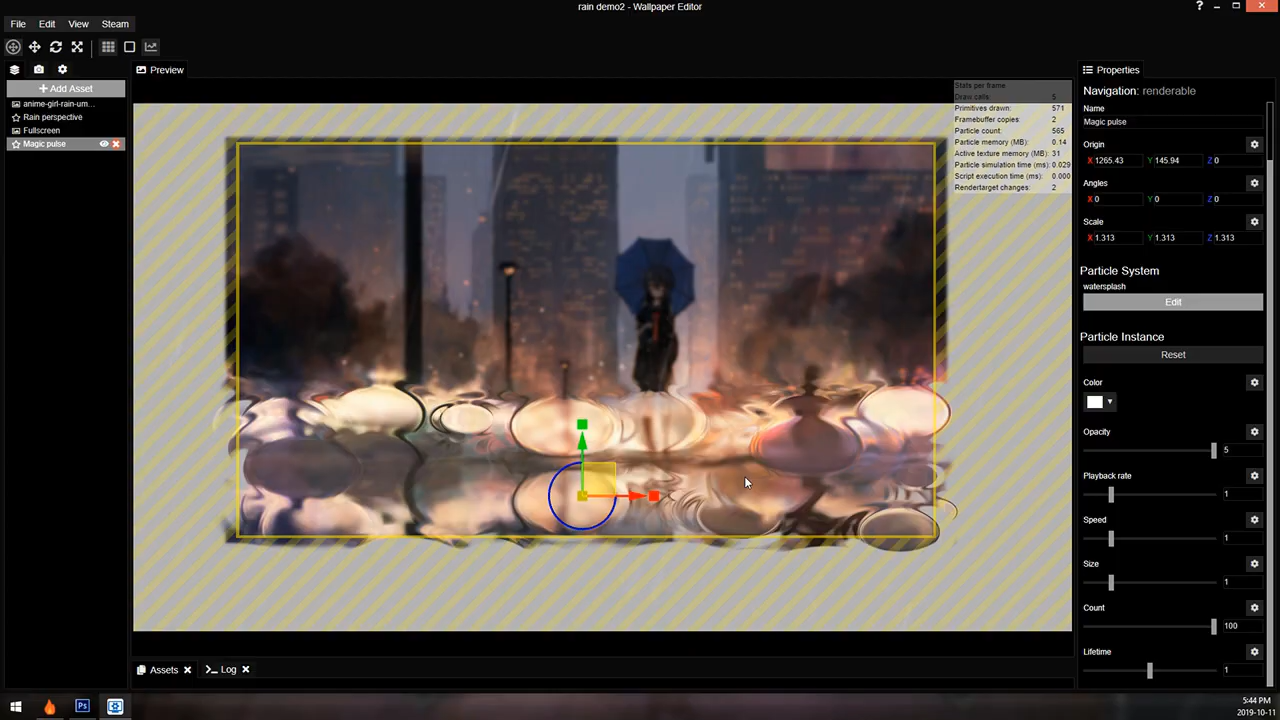 rain demo2 - Wallpaper Editor
?
File Edit View Steam
Preview
Properties
+ Add Asset
anime-girl-rain-um...
Rain perspective
Fullscreen
Magic pulse
Stats per frame
Draw calls: 5
Primitives drawn: 571
Framebuffer copies: 2
Particle count: 565
Particle memory (MB): 0.14
Active texture memory (MB): 31
Particle simulation time (ms): 0.029
Script execution time (ms): 0.000
Rendertarget changes: 2
Navigation: renderable
Name
Magic pulse
Origin
X 1265.43 Y 145.94 Z 0
Angles
X 0 Y 0 Z 0
Scale
X 1.313 Y 1.313 Z 1.313
Particle System
watersplash
Edit
Particle Instance
Reset
Color
Opacity
5
Playback rate
1
Speed
1
Size
1
Count
100
Lifetime
1
Assets
Log
Ps
5:44 PM
2019-10-11